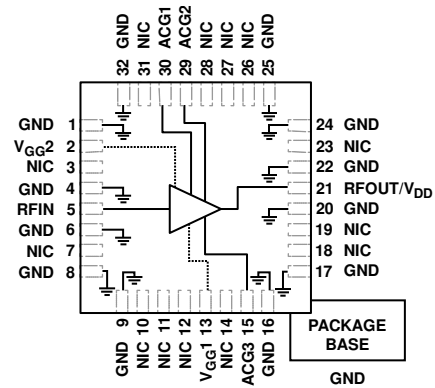 32 GND
31 NIC
30 ACG1
29 ACG2
28 NIC
27 NIC
26 NIC
25 GND
GND 1
VGG2 2
NIC 3
GND 4
RFIN 5
GND 6
NIC 7
GND 8
24 GND
23 NIC
22 GND
21 RFOUT/VDD
20 GND
19 NIC
18 NIC
17 GND
GND 9
NIC 10
NIC 11
NIC 12
VGG1 13
NIC 14
ACG3 15
GND 16
PACKAGE
BASE
GND